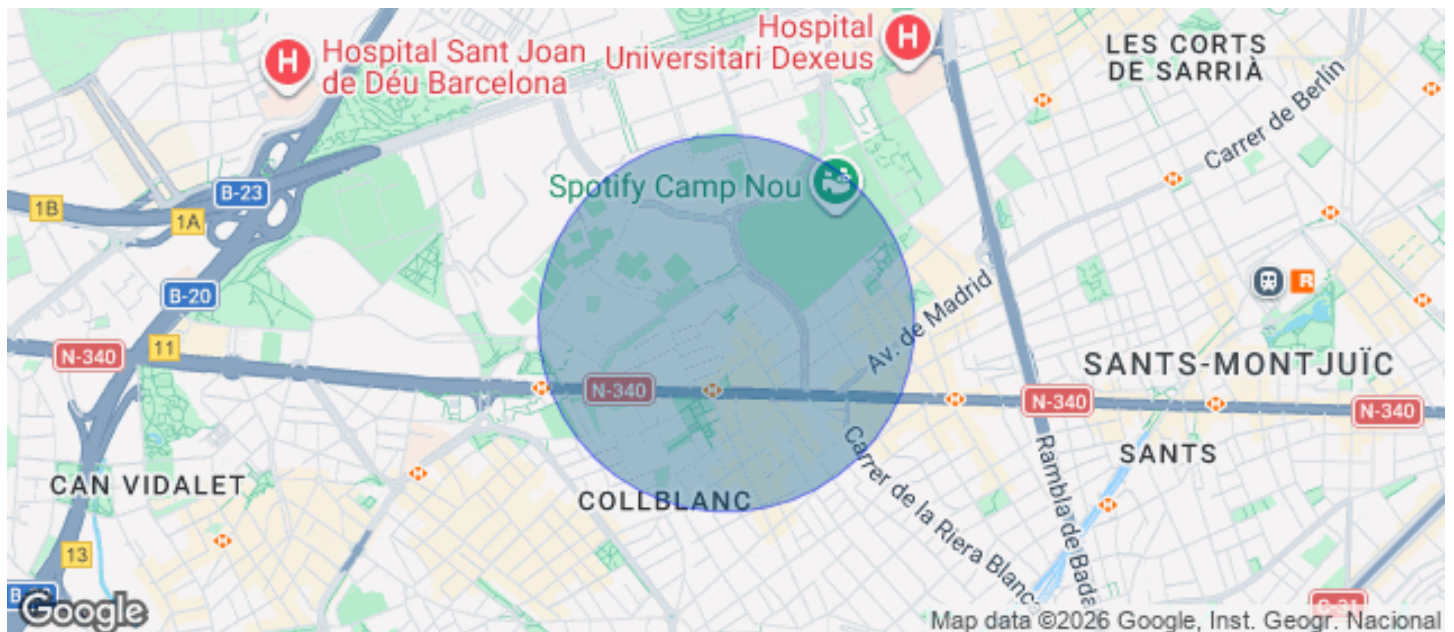 Hospital Sant Joan
de Déu Barcelona
Hospital
Universitari Dexeus
LES CORTS
DE SARRIÀ
Carrer de Berlín
H
H
Spotify Camp Nou
B-23
1B
1A
B-20
R
Av. de Madrid
N-340
11
SANTS-MONTJUÏC
N-340
N-340
N-340
SANTS
CAN VIDALET
COLLBLANC
Carrer de la Riera Blanca
Rambla de Bada
13
C-31
Google
Map data ©2026 Google, Inst. Geogr. Nacional